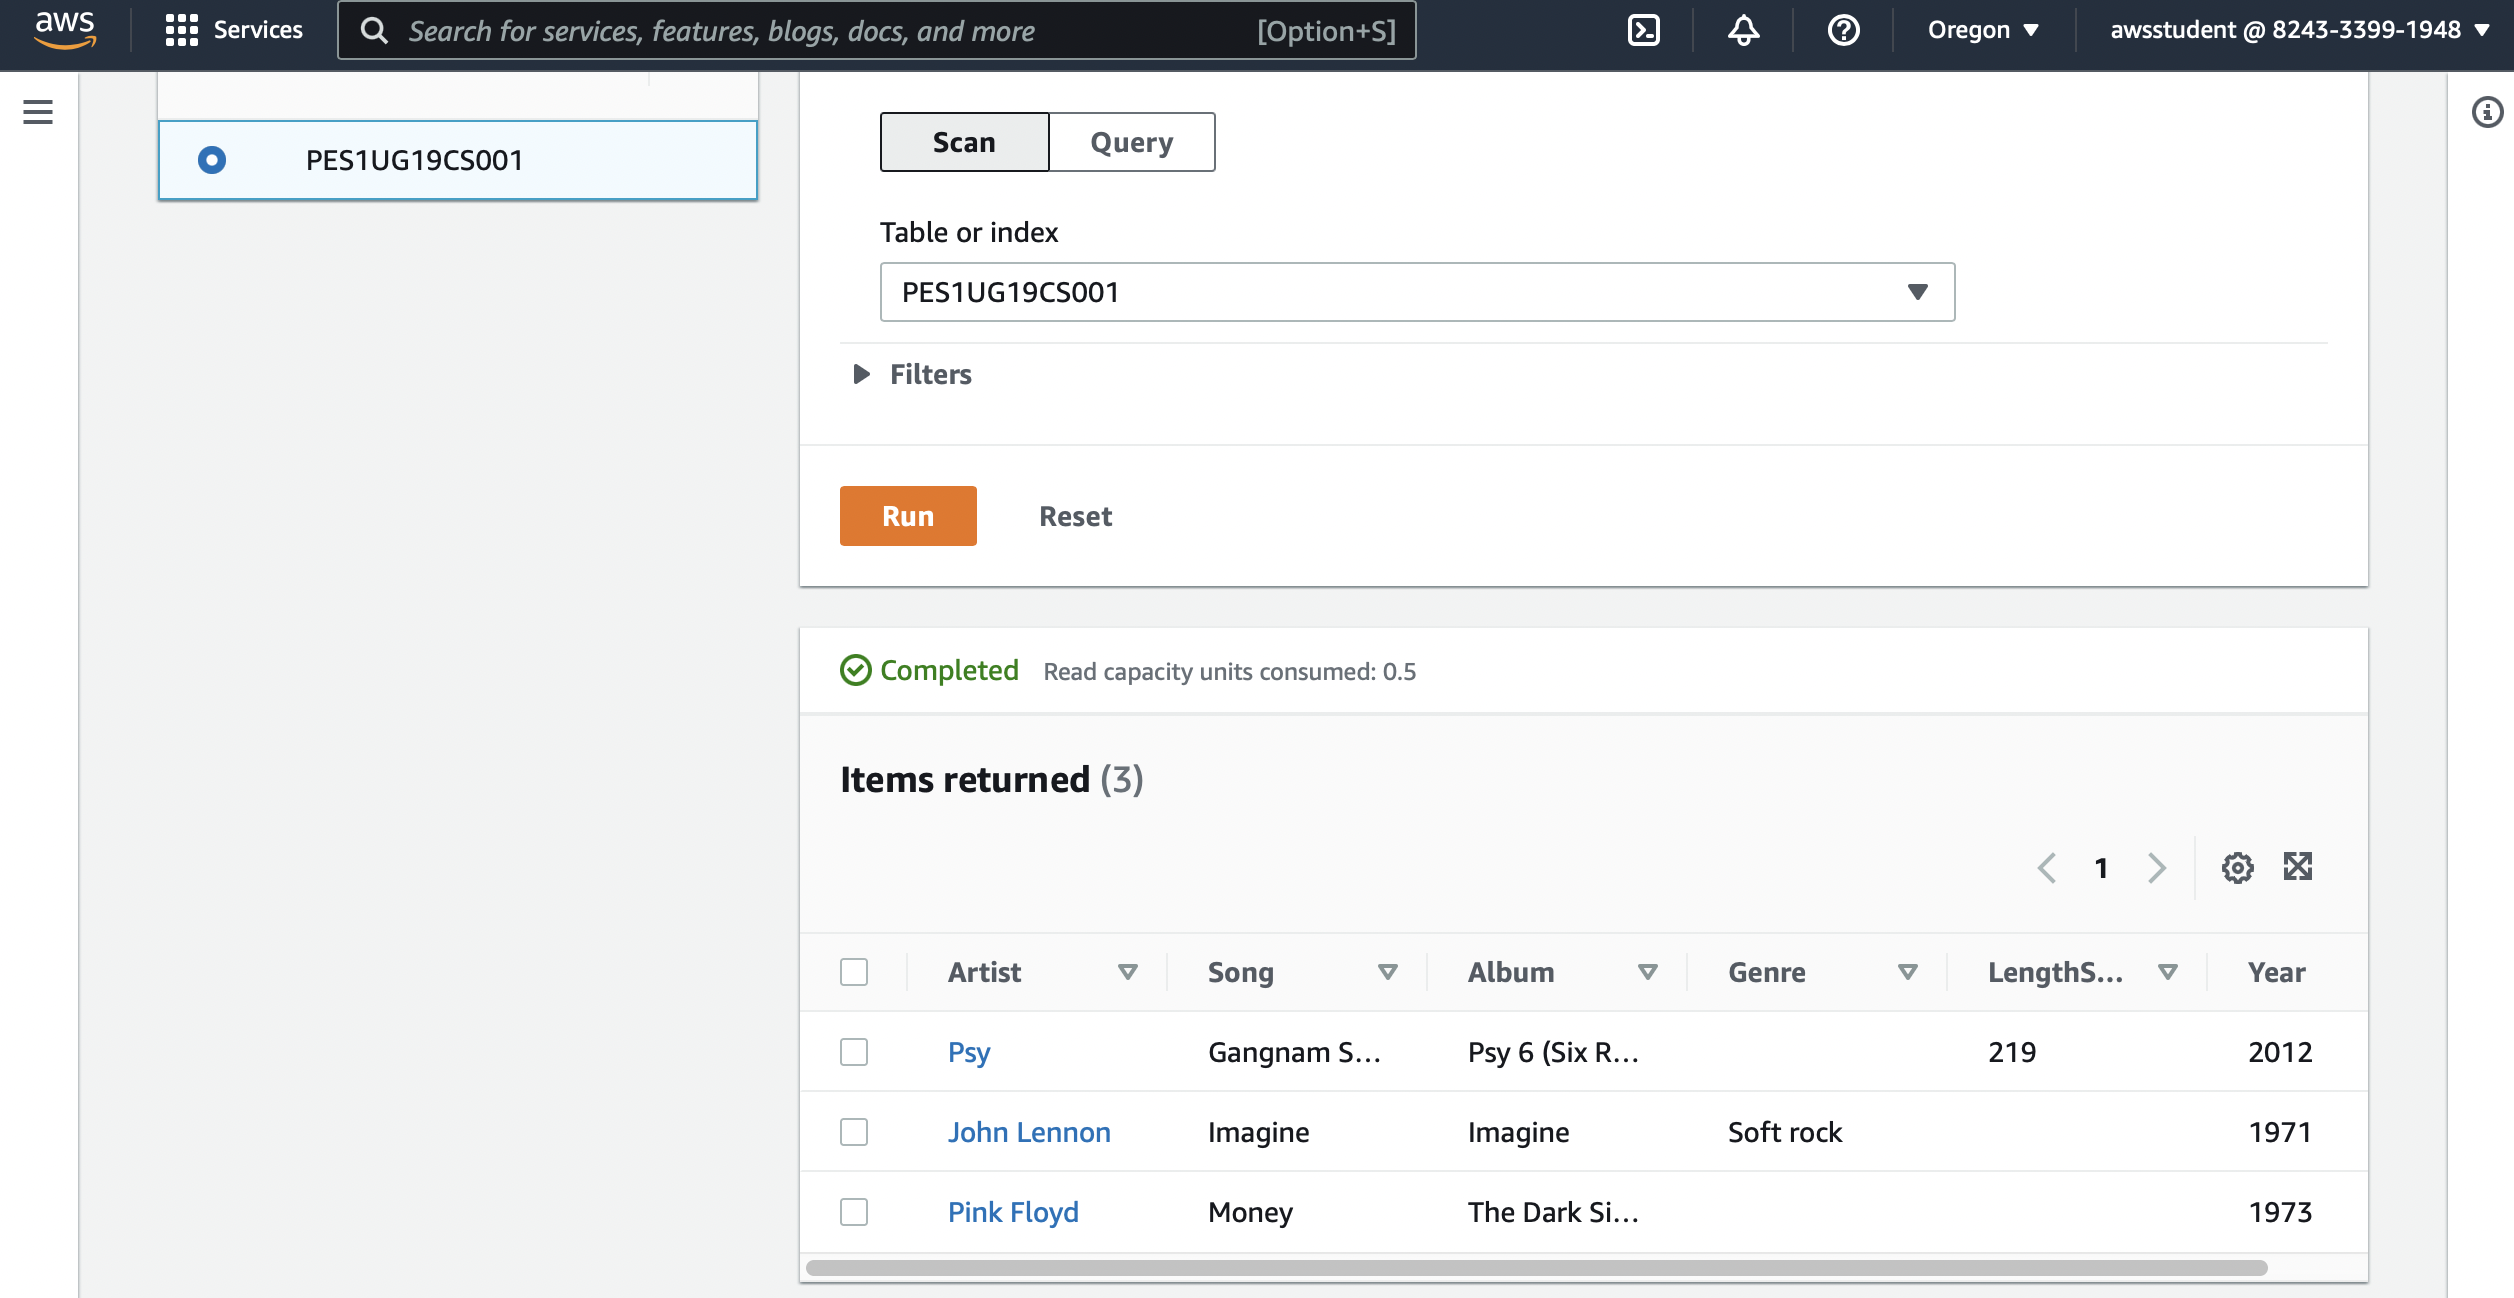 aws Services Search for services, features, blogs, docs, and more [Option+S] Oregon awsstudent @ 8243-3399-1948
PES1UG19CS001
Scan Query
Table or index
PES1UG19CS001
Filters
Run Reset
Completed Read capacity units consumed: 0.5
Items returned (3)
1
Artist Song Album Genre LengthS... Year
Psy Gangnam S... Psy 6 (Six R... 219 2012
John Lennon Imagine Imagine Soft rock 1971
Pink Floyd Money The Dark Si... 1973